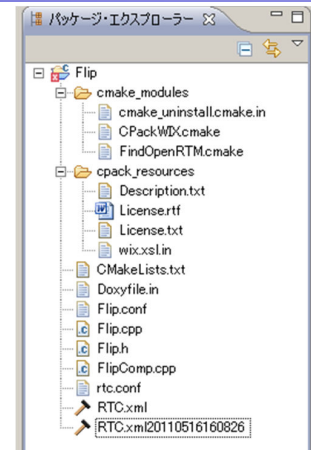 パッケージ・エクスプローラー
Flip
cmake_modules
cmake_uninstall.cmake.in
CPackWIX.cmake
FindOpenRTM.cmake
cpack_resources
Description.txt
License.rtf
License.txt
wix.xsl.in
CMakeLists.txt
Doxyfile.in
Flip.conf
Flip.cpp
Flip.h
FlipComp.cpp
rtc.conf
RTC.xml
RTC.xml20110516160826